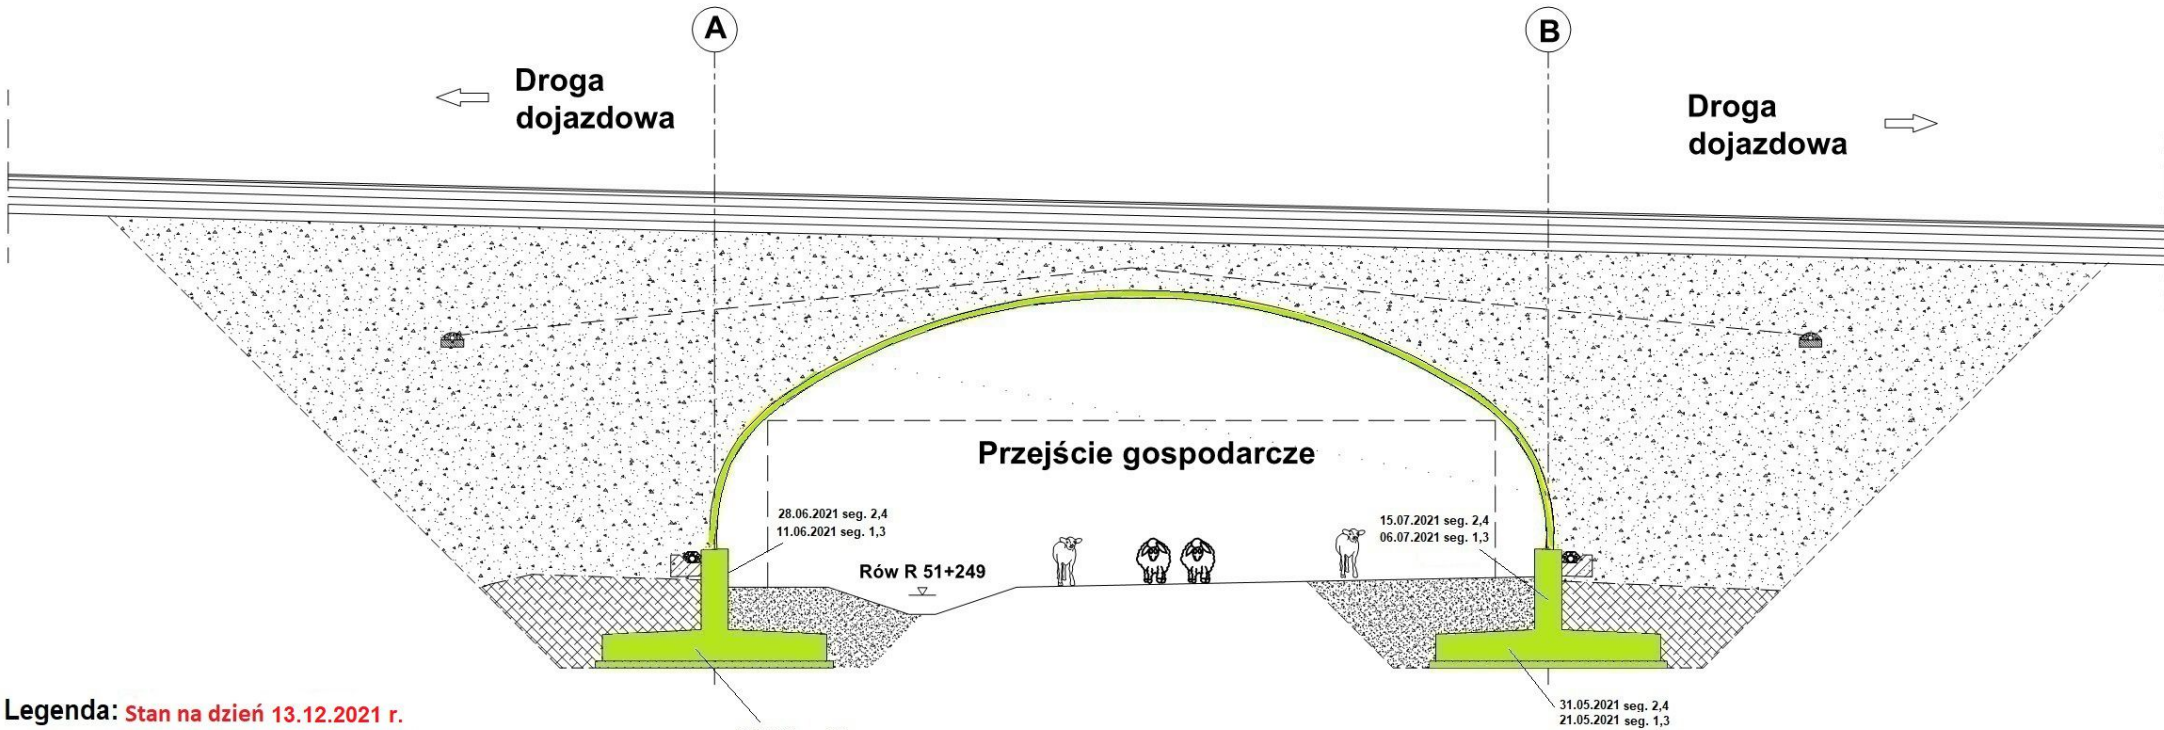 A
B
Droga
dojazdowa
Droga
dojazdowa
Przejście gospodarcze
28.06.2021 seg. 2,4
11.06.2021 seg. 1,3
15.07.2021 seg. 2,4
06.07.2021 seg. 1,3
Rów R 51+249
31.05.2021 seg. 2,4
21.05.2021 seg. 1,3
Legenda: Stan na dzień 13.12.2021 r.